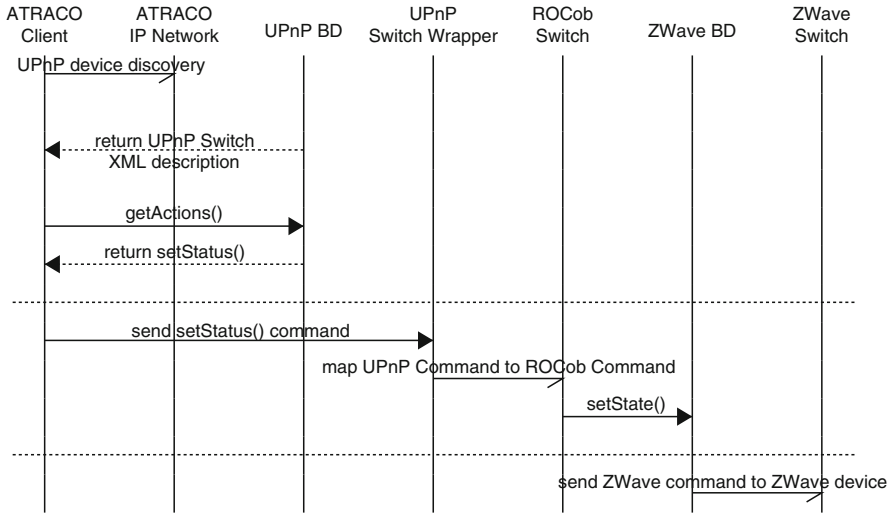 ATRACO
Client
ATRACO
IP Network
UPnP BD
UPnP
Switch Wrapper
ROCob
Switch
ZWave BD
ZWave
Switch
UPnP device discovery
return UPnP Switch
XML description
getActions()
return setStatus()
send setStatus() command
map UPnP Command to ROCob Command
setState()
send ZWave command to ZWave device